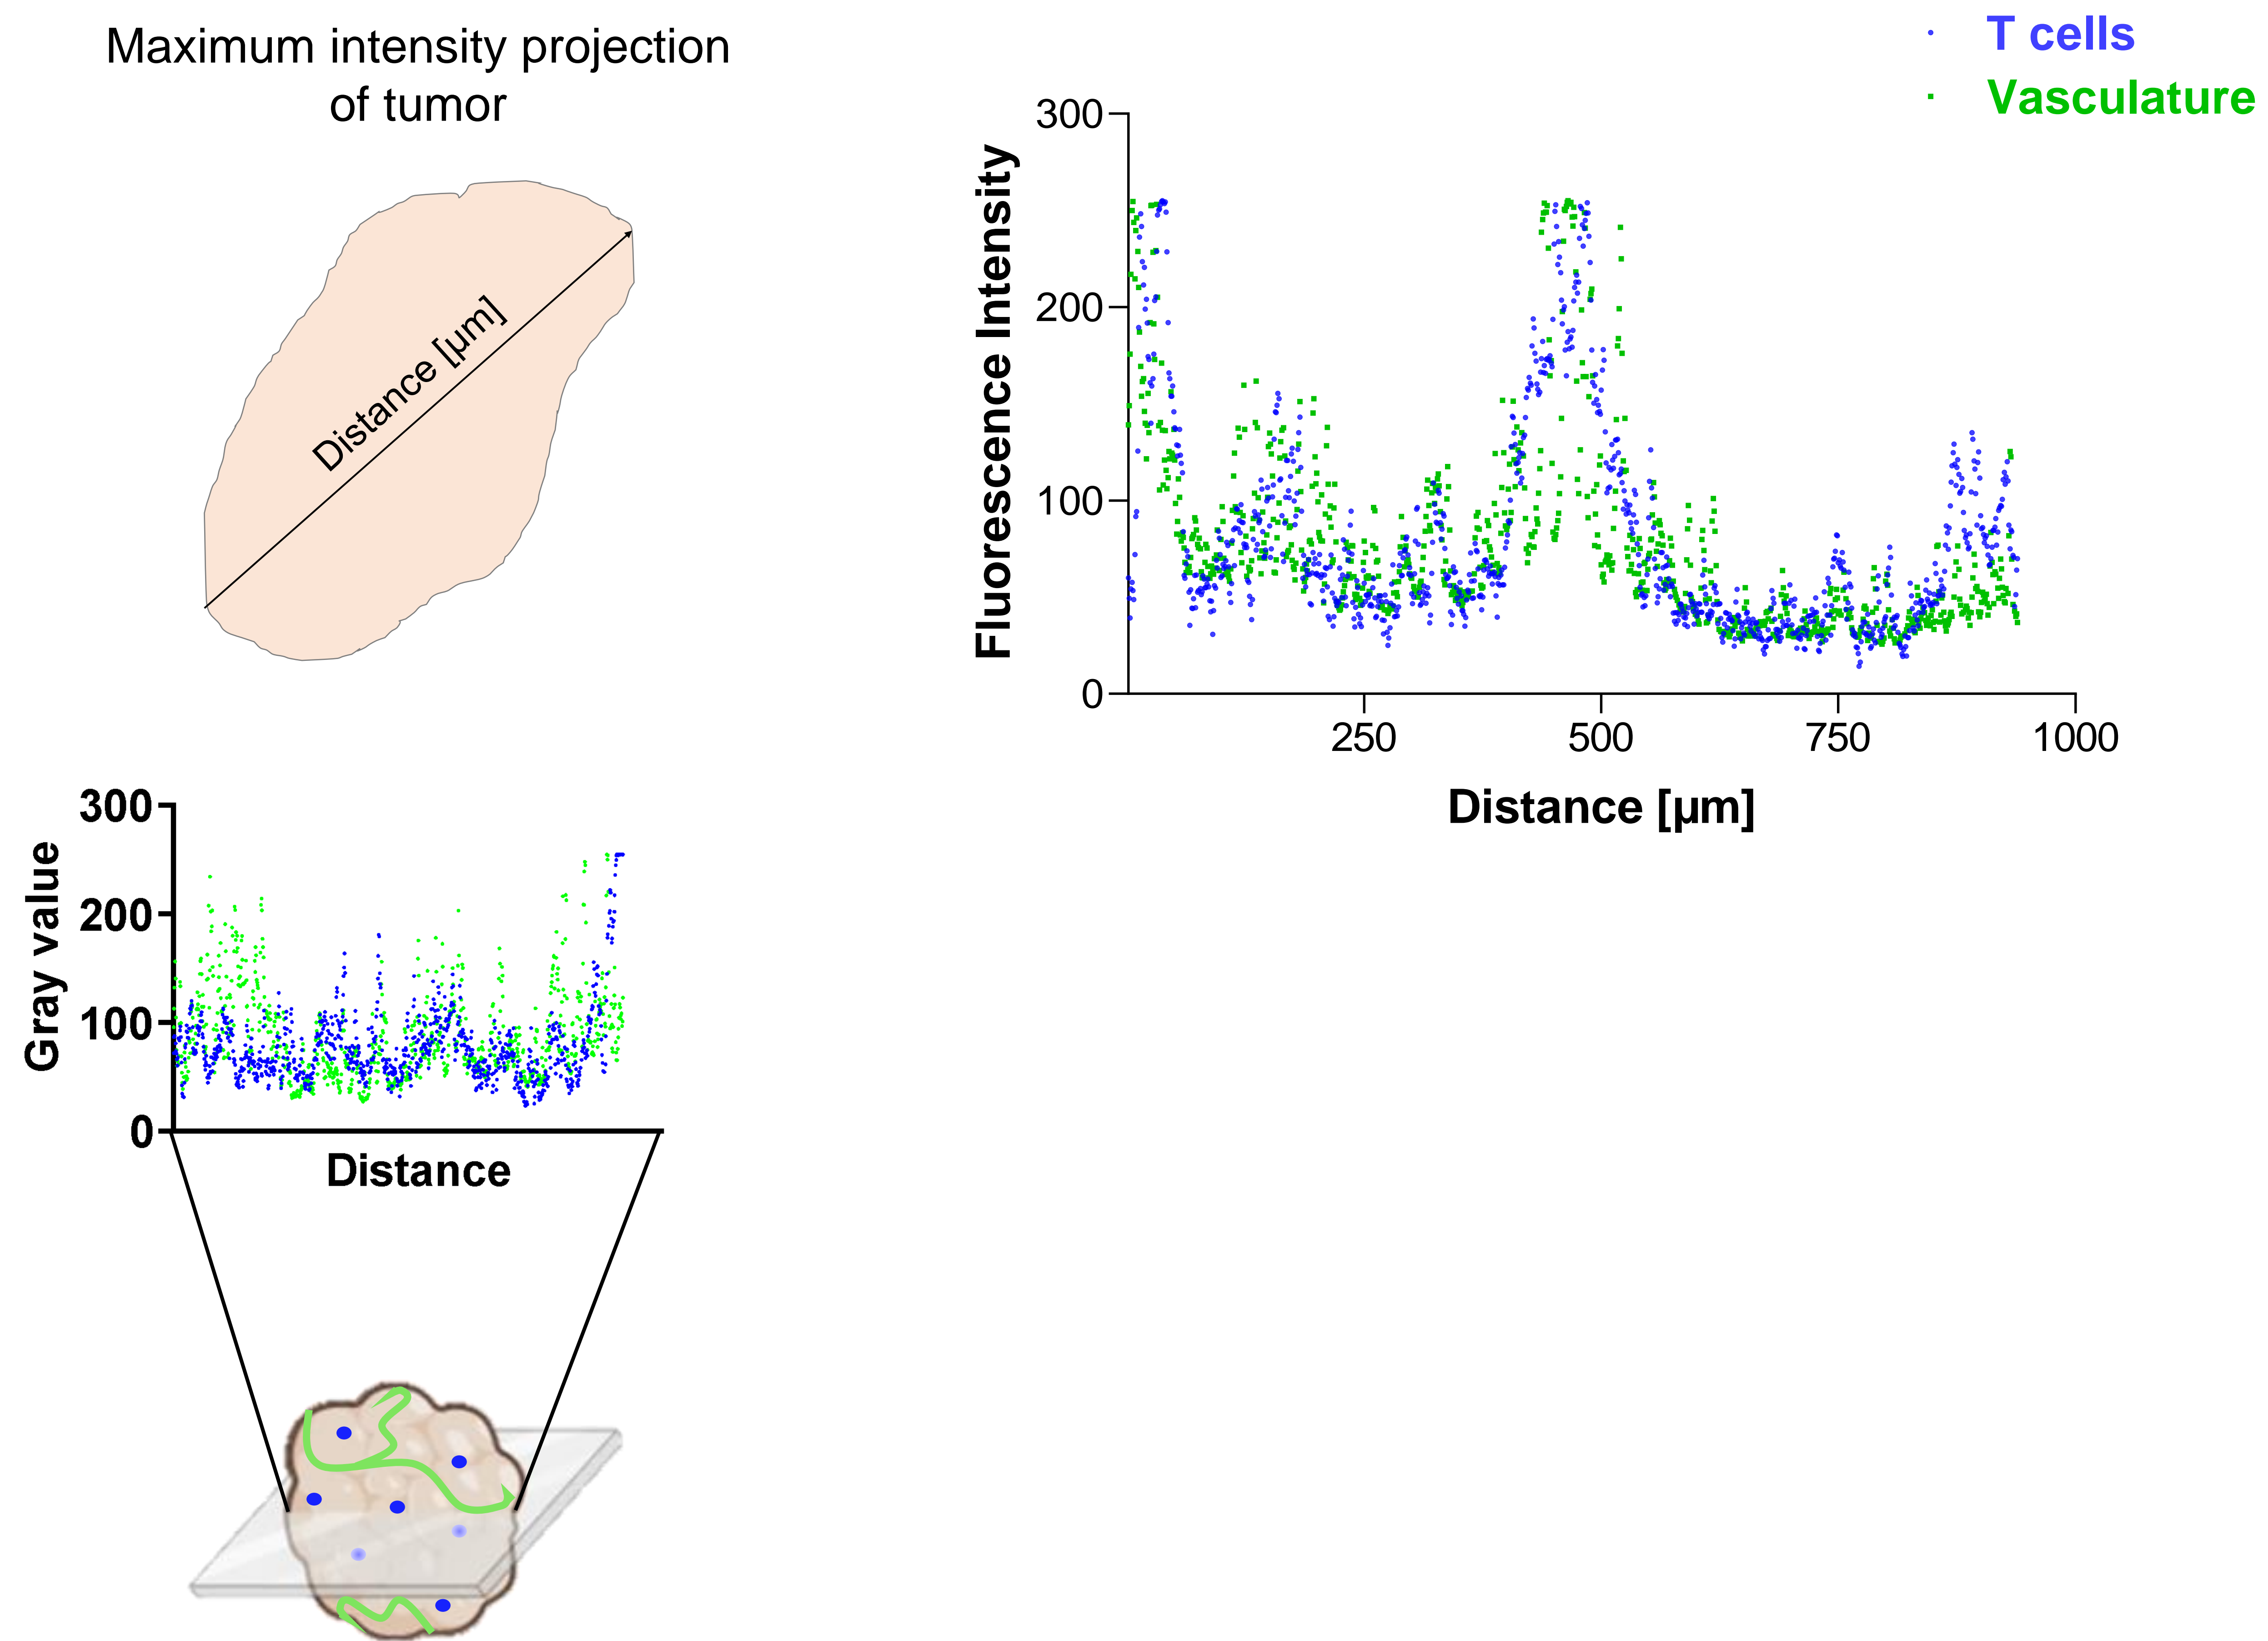 Maximum intensity projection
of tumor
Distance [µm]
T cells
Vasculature
Fluorescence Intensity
300
200
100
0
250 500 750 1000
Distance [µm]
Gray value
300
200
100
0
Distance